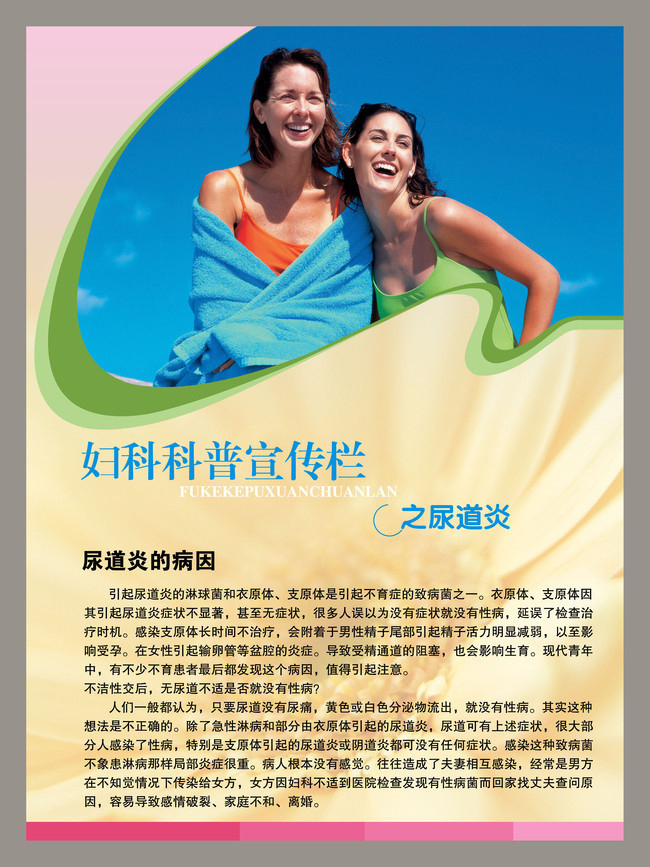 妇科科普宣传栏
FUKEKEPUXUANCHUANLAN
之尿道炎
尿道炎的病因
引起尿道炎的淋球菌和衣原体、支原体是引起不育症的致病菌之一。衣原体、支原体因
其引起尿道炎症状不显著，甚至无症状，很多人误以为没有症状就没有性病，延误了检查治
疗时机。感染支原体长时间不治疗，会附着于男性精子尾部引起精子活力明显减弱，以至影
响受孕。在女性引起输卵管等盆腔的炎症。导致受精通道的阻塞，也会影响生育。现代青年
中，有不少不育患者最后都发现这个病因，值得引起注意。
不洁性交后，无尿道不适是否就没有性病?
人们一般都认为，只要尿道没有尿痛，黄色或白色分泌物流出，就没有性病。其实这种
想法是不正确的。除了急性淋病和部分由衣原体引起的尿道炎，尿道可有上述症状，很大部
分人感染了性病，特别是支原体引起的尿道炎或阴道炎都可没有任何症状。感染这种致病菌
不象患淋病那样局部炎症很重。病人根本没有感觉。往往造成了夫妻相互感染，经常是男方
在不知觉情况下传染给女方，女方因妇科不适到医院检查发现有性病菌而回家找丈夫查问原
因，容易导致感情破裂、家庭不和、离婚。